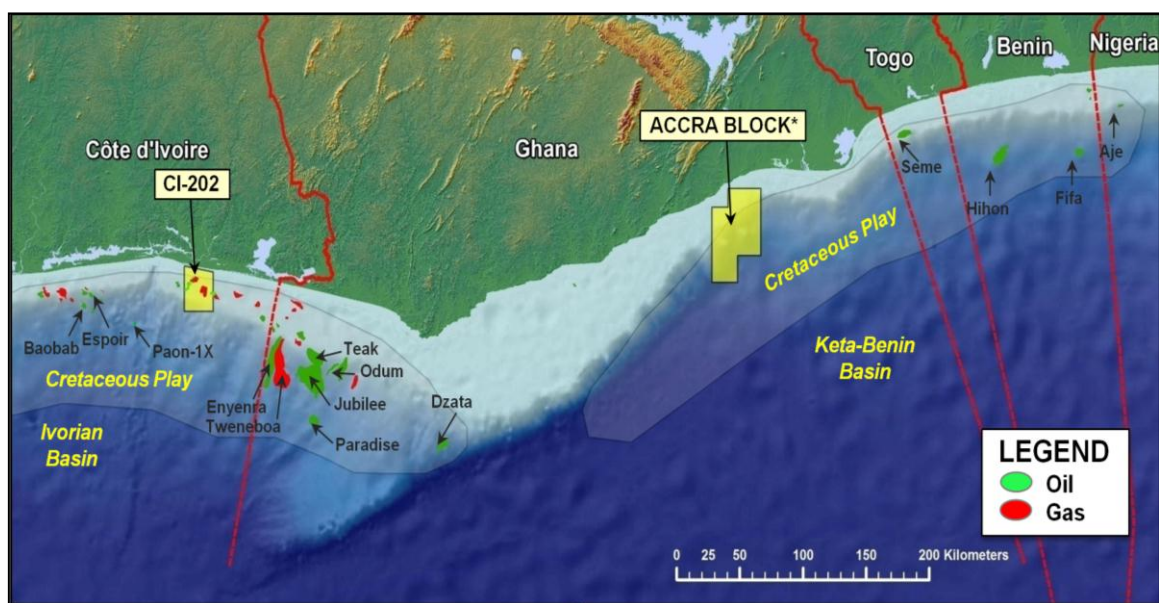 Togo
Benin
Nigeria
ACCRA BLOCK*
Côte d'Ivoire
Ghana
CI-202
Seme
Hihon
Fifa
Aje
Cretaceous Play
Baobab
Espoir
Paon-1X
Teak
Odum
Jubilee
Enyenra
Tweneboa
Paradise
Dzata
Cretaceous Play
Ivorian
Basin
Keta-Benin
Basin
LEGEND
Oil
Gas
0 25 50 100 150 200 Kilometers